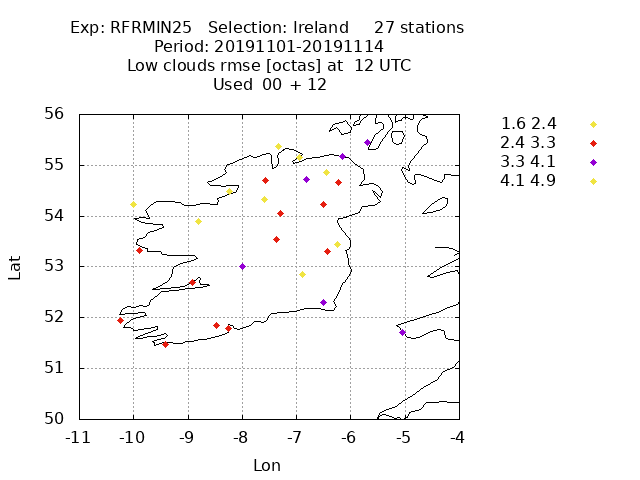 Exp: RFRMIN25 Selection: Ireland 27 stations
Period: 20191101-20191114
Low clouds rmse [octas] at 12 UTC
Used 00 + 12
56
55
54
53
52
51
50
-11 -10 -9 -8 -7 -6 -5 -4
Lat
Lon
1.6 2.4
2.4 3.3
3.3 4.1
4.1 4.9